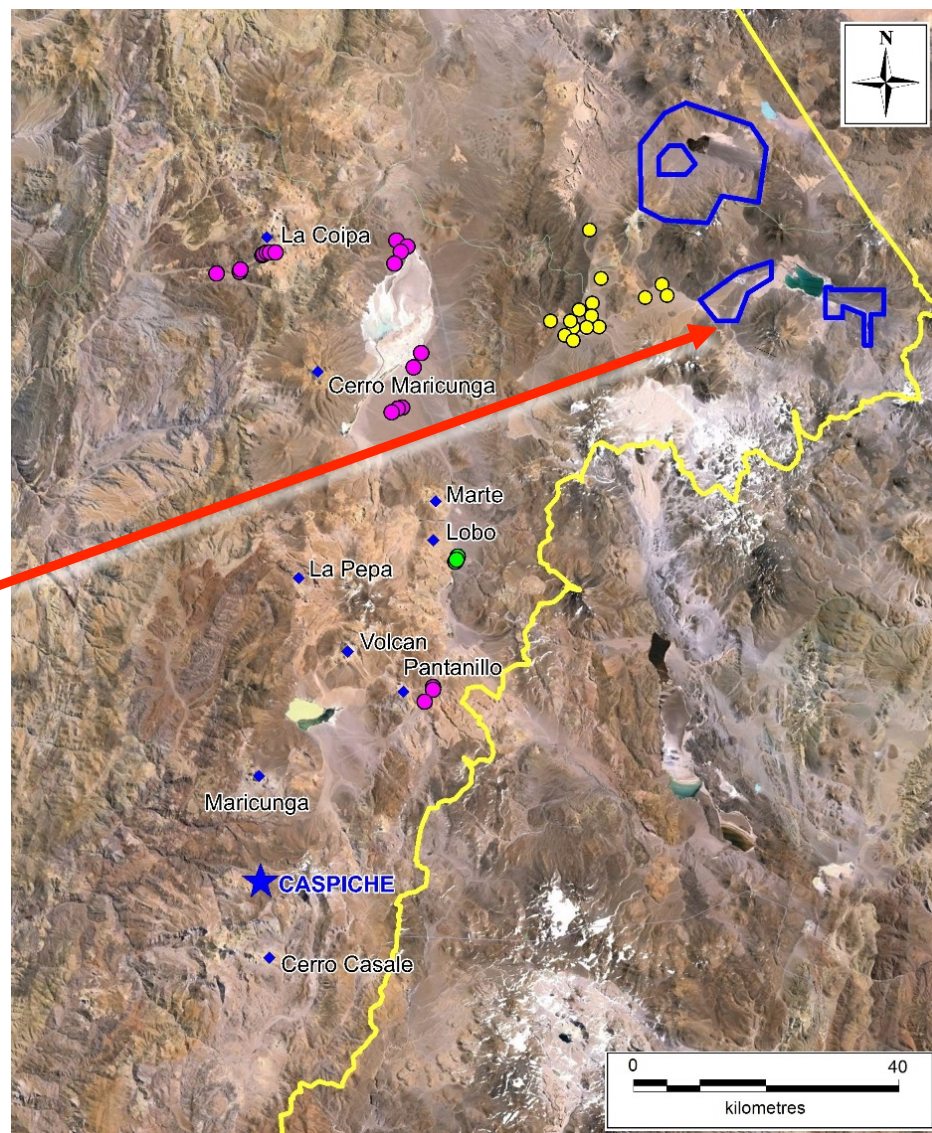 N
La Coipa
Cerro Maricunga
Marte
Lobo
La Pepa
Volcan
Pantanillo
Maricunga
CASPICHE
Cerro Casale
0 40
kilometres